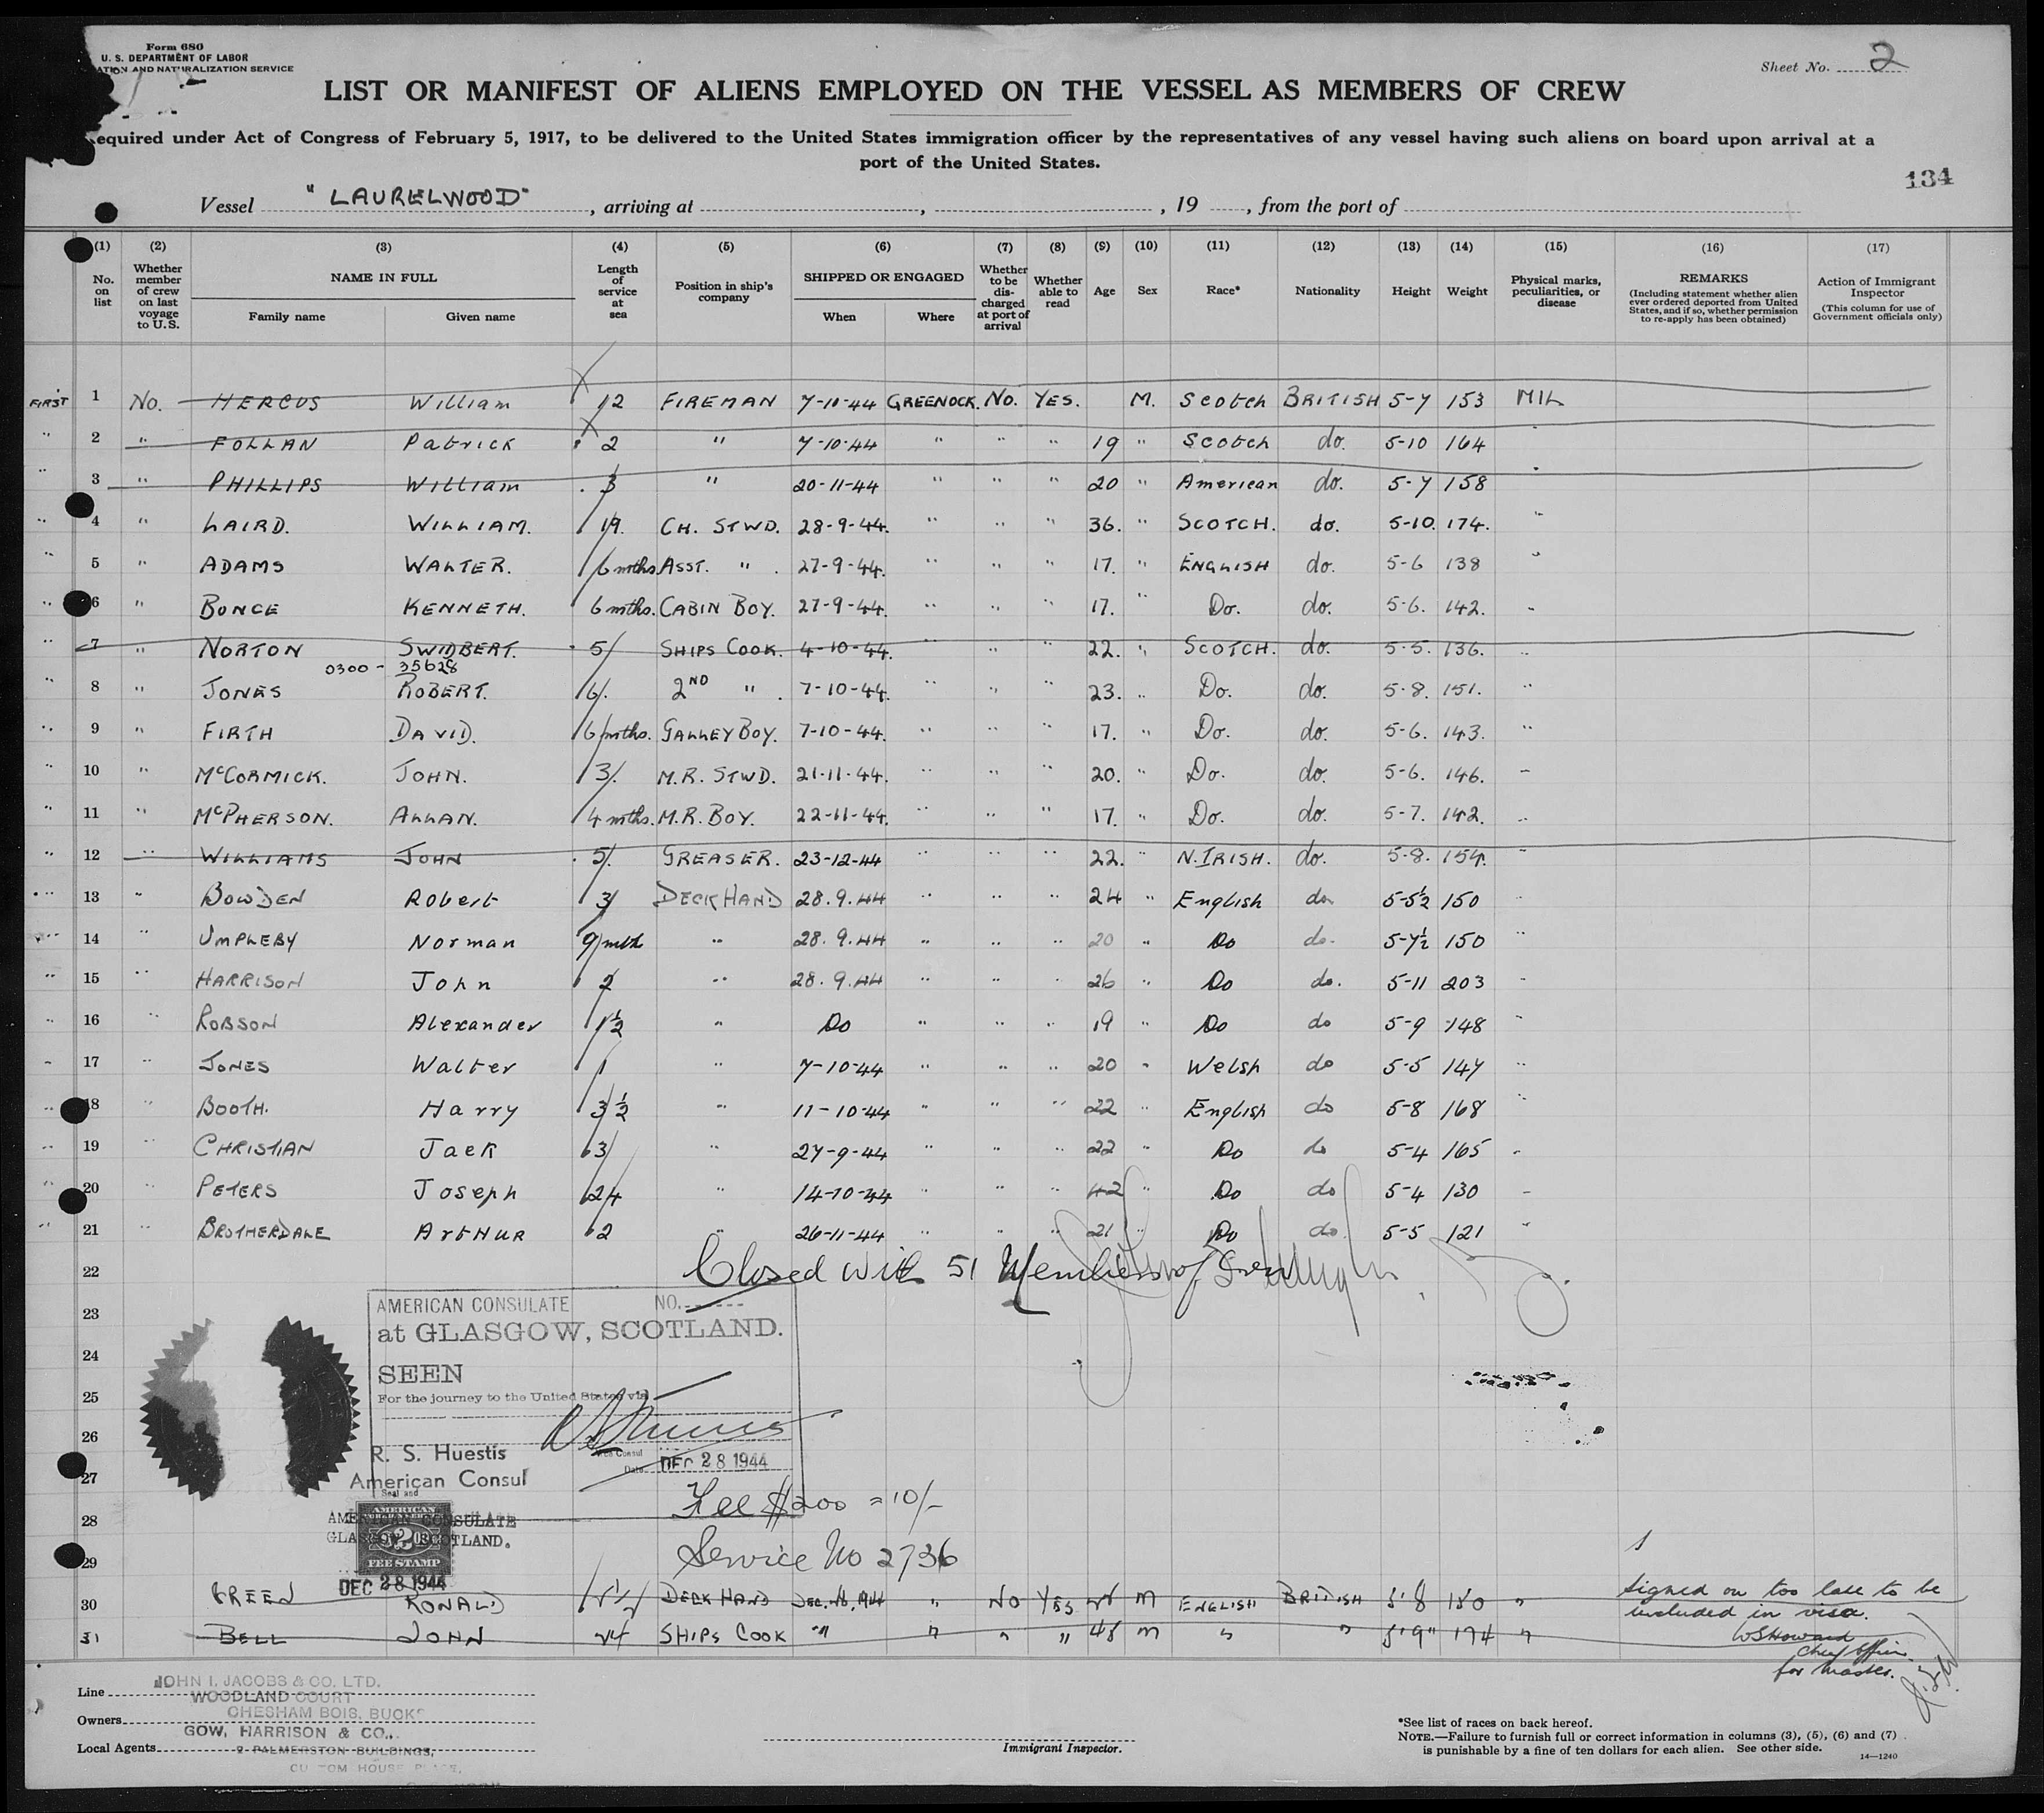 Form 680
U. S. DEPARTMENT OF LABOR
AND NATURALIZATION SERVICE
Sheet No. 2
LIST OR MANIFEST OF ALIENS EMPLOYED ON THE VESSEL AS MEMBERS OF CREW
equired under Act of Congress of February 5, 1917, to be delivered to the United States immigration officer by the representatives of any vessel having such aliens on board upon arrival at a
port of the United States.
134
Vessel "LAURELWOOD", arriving at , , 19 , from the port of
(1) (2) (3) (4) (5) (6) (7) (8) (9) (10) (11) (12) (13) (14) (15) (16) (17)
No. on list
Whether member of crew on last voyage to U. S.
NAME IN FULL
Family name Given name
Length of service at sea
Position in ship's company
SHIPPED OR ENGAGED
When Where
Whether to be discharged at port of arrival
Whether able to read
Age
Sex
Race*
Nationality
Height
Weight
Physical marks, peculiarities, or disease
REMARKS
(Including statement whether alien ever ordered deported from United States, and if so, whether permission to re-apply has been obtained)
Action of Immigrant Inspector
(This column for use of Government officials only)
FIRST 1 No. HERCUS William 12 FIREMAN 7-10-44 GREENOCK. No. YES. M. Scotch BRITISH 5-7 153 NIL
" 2 " FOLLAN Patrick 2 " 7-10-44 " " " 19 " Scotch do. 5-10 164 "
" 3 " PHILLIPS William 3 " 20-11-44 " " " 20 " American do. 5-7 158
" 4 " LAIRD. WILLIAM. 19. CH. STWD. 28-9-44. " " " 36. " SCOTCH. do. 5-10. 174. "
" 5 " ADAMS WALTER. 6 mths ASST. " . 27-9-44. " " " 17. " ENGLISH do. 5-6 138 "
" 6 " BONCE KENNETH. 6 mths. CABIN BOY. 27-9-44. " " " 17. " Do. do. 5-6. 142. "
" 7 " NORTON SWIDBERT. 5 SHIPS COOK. 4-10-44. " " " 22. " SCOTCH. do. 5-5. 136. "
0300 - 35628
" 8 " JONES ROBERT. 6. 2ND " . 7-10-44. " " 23. " Do. do. 5-8. 151. "
" 9 " FIRTH DAVID. 6 mths. GALLEY BOY. 7-10-44. " " " 17. " Do. do. 5-6. 143. "
" 10 " McCORMICK. JOHN. 3. M.R. STWD. 21-11-44. " " " 20. " Do. do. 5-6. 146. "
" 11 " McPHERSON. ALLAN. 4 mths. M.R. BOY. 22-11-44. " " " 17. " Do. do. 5-7. 142. "
" 12 " WILLIAMS JOHN 5. GREASER. 23-12-44 " " " 22. " N. IRISH. do. 5-8. 154. "
" 13 " BOWDEN Robert 3 DECK HAND 28.9.44 " " " 24 " English do 5-5½ 150 "
" 14 " UMPLEBY Norman 9 mth " 28.9.44 " " " 20 " Do do. 5-7½ 150 "
" 15 " HARRISON John 2 " 28.9.44 " " " 26 " Do do. 5-11 203 "
" 16 " ROBSON Alexander 1½ " Do " " " 19 " Do do 5-9 148 "
" 17 " JONES Walter 1 " 7-10-44 " " " 20 " Welsh do 5-5 147 "
" 18 " BOOTH. Harry 3½ " 11-10-44 " " " 22 " English do 5-8 168 "
" 19 " CHRISTIAN Jack 3 " 27-9-44 " " " 22 " Do do 5-4 165 "
" 20 " PETERS Joseph 24 " 14-10-44 " " " 42 " Do do 5-4 130 "
" 21 " BROTHERDALE ArtHUR 2 " 26-11-44 " " " 21 " Do do. 5-5 121 "
22 Closed with 51 Members of Crew
23
24
25
26
27
28
29
AMERICAN CONSULATE NO.
at GLASGOW, SCOTLAND.
SEEN
For the journey to the United States via
R. S. Huestis
American Consul
Vice Consul
Date DEC 28 1944
Seal and
AMERICAN CONSULATE
GLASGOW, SCOTLAND.
AMERICAN
$2.00
FEE STAMP
DEC 28 1944
Fee $200 = 10/-
Service No 2736
30 GREEN RONALD DECK HAND " No YES M ENGLISH BRITISH 5'8 150 "
31 BELL JOHN 24 SHIPS COOK " " " " 48 M " " 5'9" 174 "
Signed on too late to be
included in visa.
WSHoward
Chief Officer
for Master.
Line
JOHN I. JACOBS & CO. LTD.
WOODLAND COURT
Owners
CHESHAM BOIS, BUCKS
GOW, HARRISON & CO.,
Local Agents
2 PALMERSTON BUILDINGS,
CUSTOM HOUSE PLACE,
Immigrant Inspector.
*See list of races on back hereof.
NOTE.—Failure to furnish full or correct information in columns (3), (5), (6) and (7)
is punishable by a fine of ten dollars for each alien. See other side.
14—1240